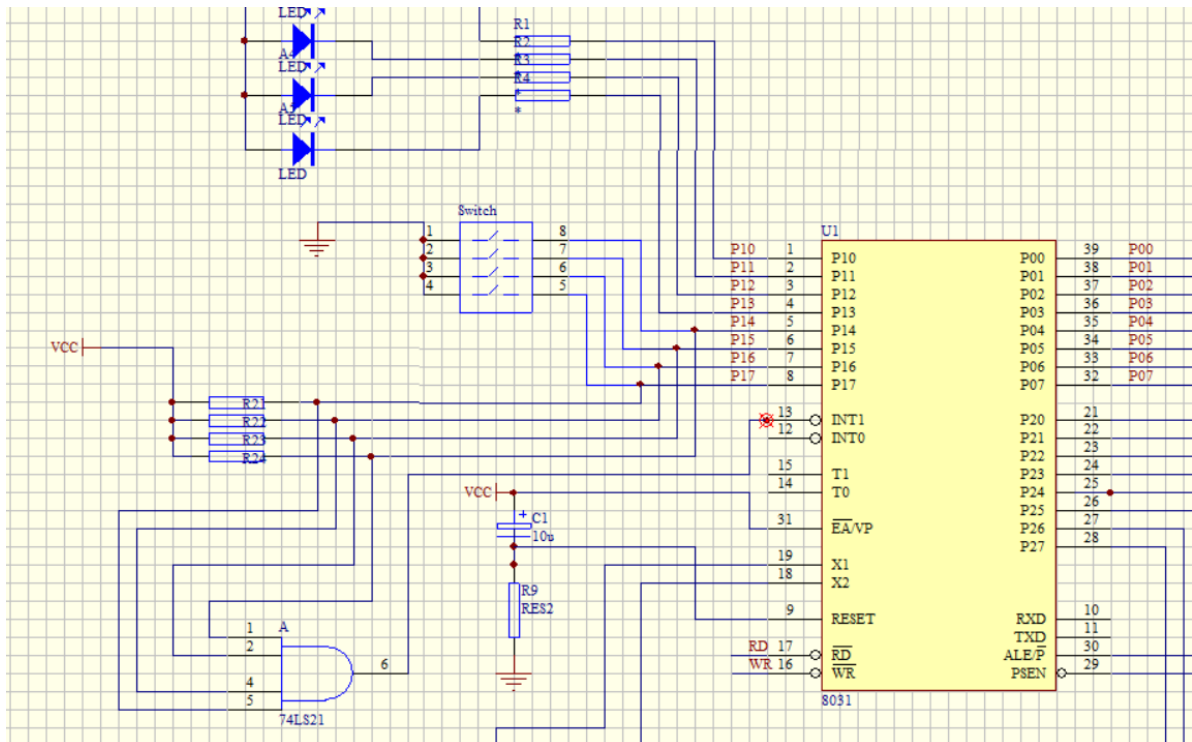 LED
A4
LED
A5
LED
LED
R1
R2
R3
R4
*
*
Switch
1 8
2 7
3 6
4 5
VCC
R21
R22
R23
R24
VCC
+
C1
10u
R9
RES2
A
1
2
4
5
6
74LS21
U1
P10 1 P10 P00 39 P00
P11 2 P11 P01 38 P01
P12 3 P12 P02 37 P02
P13 4 P13 P03 36 P03
P14 5 P14 P04 35 P04
P15 6 P15 P05 34 P05
P16 7 P16 P06 33 P06
P17 8 P17 P07 32 P07
13 INT1 P20 21
12 INT0 P21 22
P22 23
15 T1 P23 24
14 T0 P24 25
P25 26
31 EA/VP P26 27
P27 28
19 X1
18 X2
9 RESET RXD 10
TXD 11
RD 17 RD ALE/P 30
WR 16 WR PSEN 29
8031